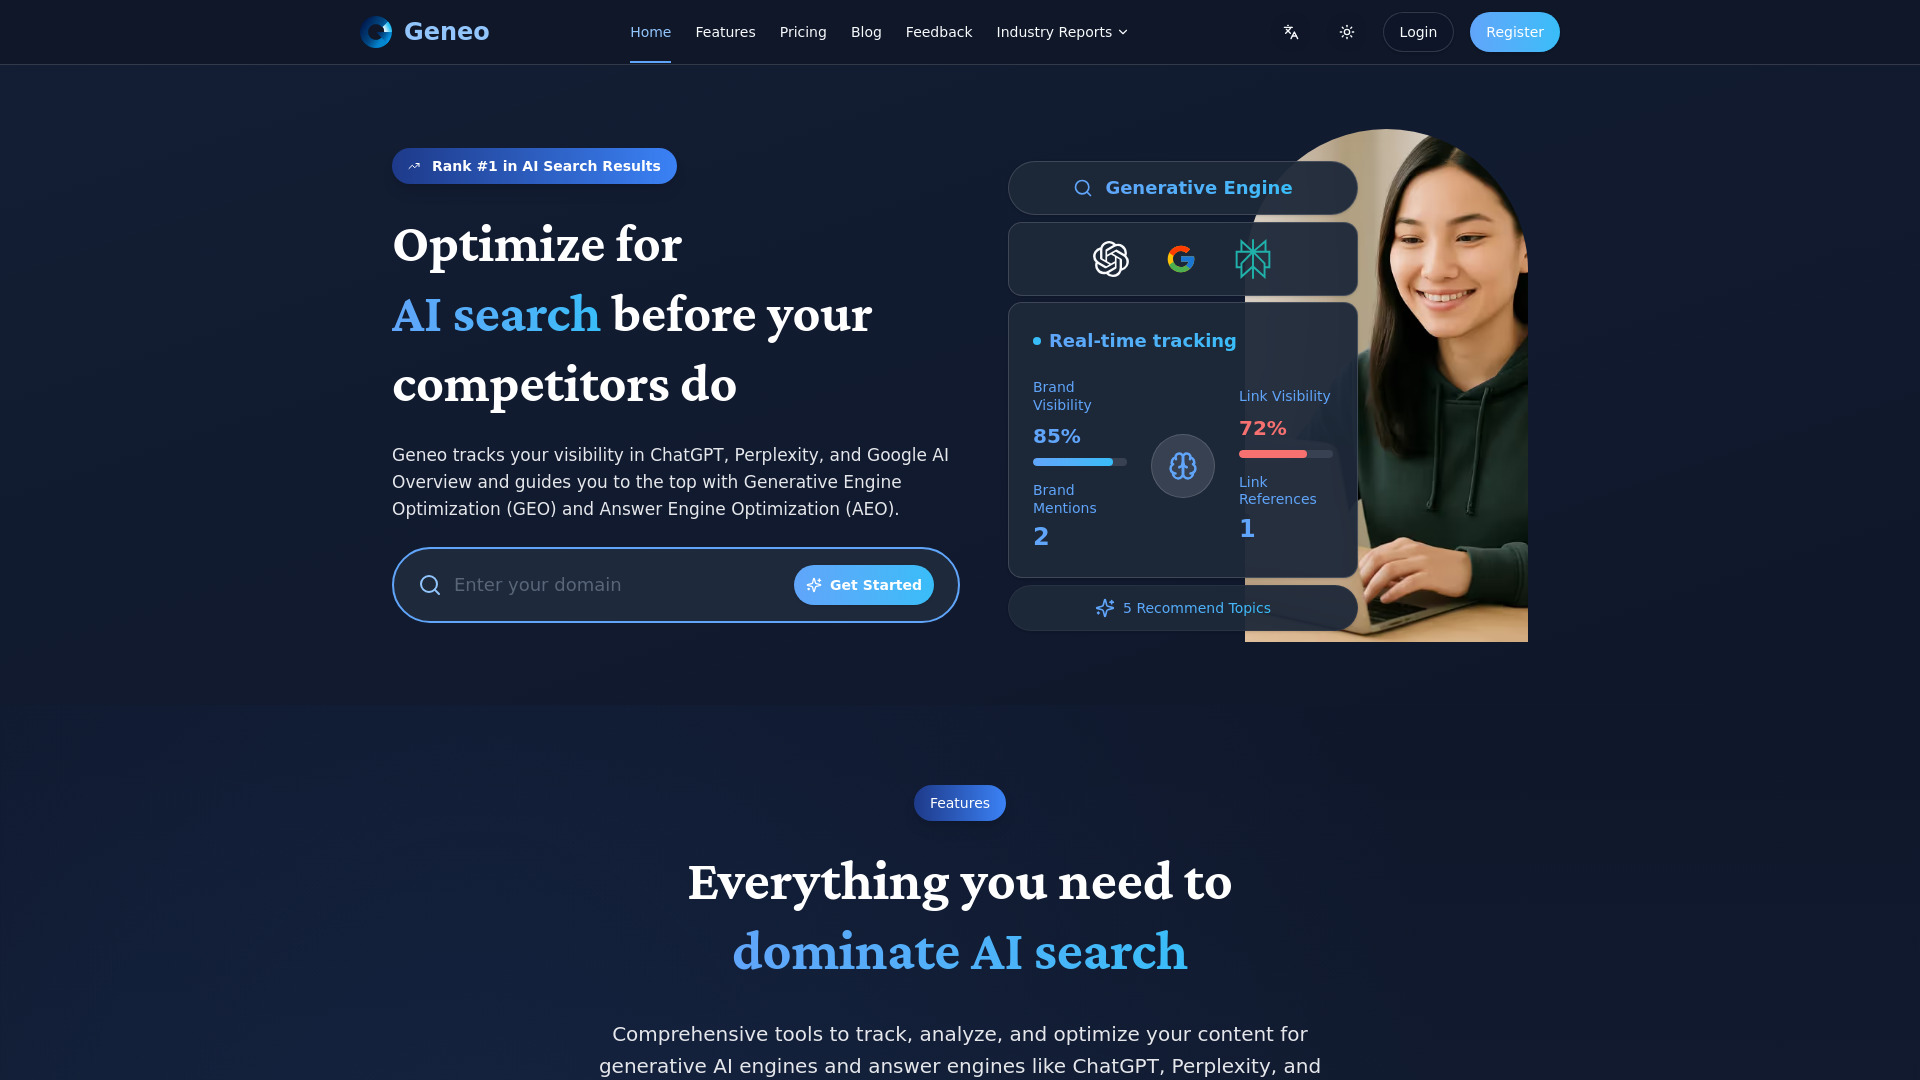 Geneo
Home
Features
Pricing
Blog
Feedback
Industry Reports
Login
Register
Rank #1 in AI Search Results
Optimize for
AI search before your
competitors do
Geneo tracks your visibility in ChatGPT, Perplexity, and Google AI
Overview and guides you to the top with Generative Engine
Optimization (GEO) and Answer Engine Optimization (AEO).
Enter your domain
Get Started
Generative Engine
Real-time tracking
Brand
Visibility
85%
Brand
Mentions
2
Link Visibility
72%
Link
References
1
5 Recommend Topics
Features
Everything you need to
dominate AI search
Comprehensive tools to track, analyze, and optimize your content for
generative AI engines and answer engines like ChatGPT, Perplexity, and